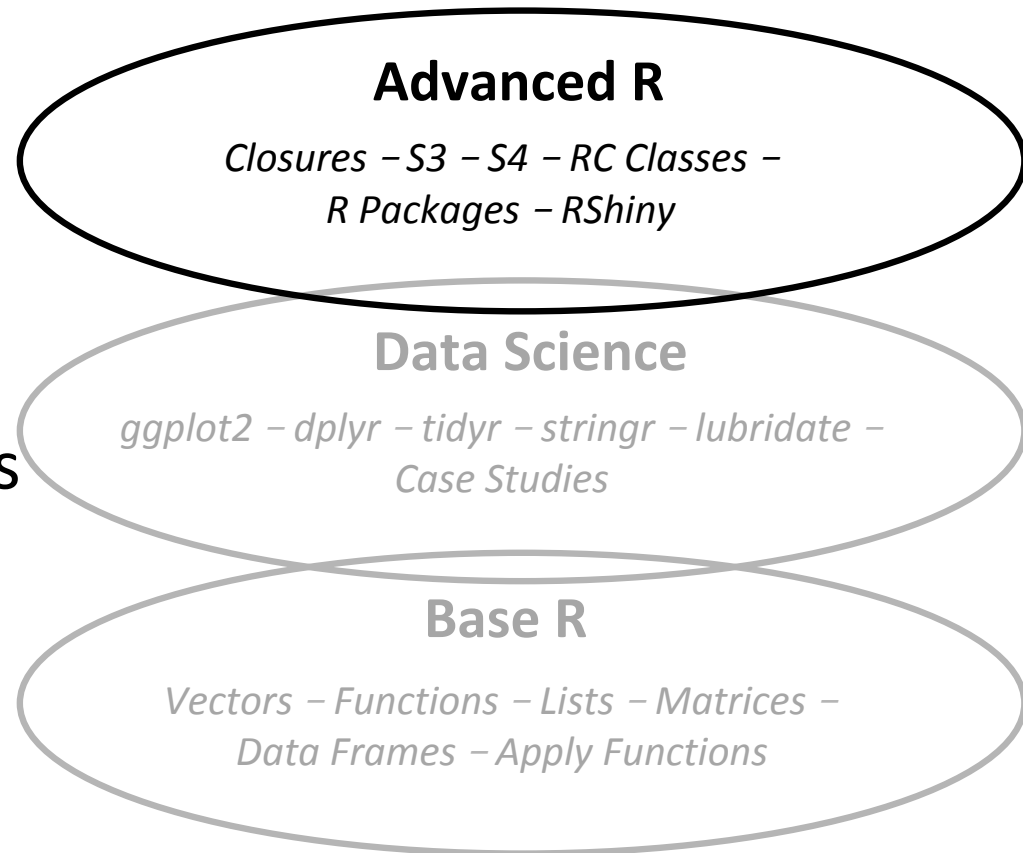 Advanced R
Closures – S3 – S4 – RC Classes –
R Packages – RShiny
Data Science
ggplot2 – dplyr – tidyr – stringr – lubridate –
s
Case Studies
Base R
Vectors – Functions – Lists – Matrices –
Data Frames – Apply Functions